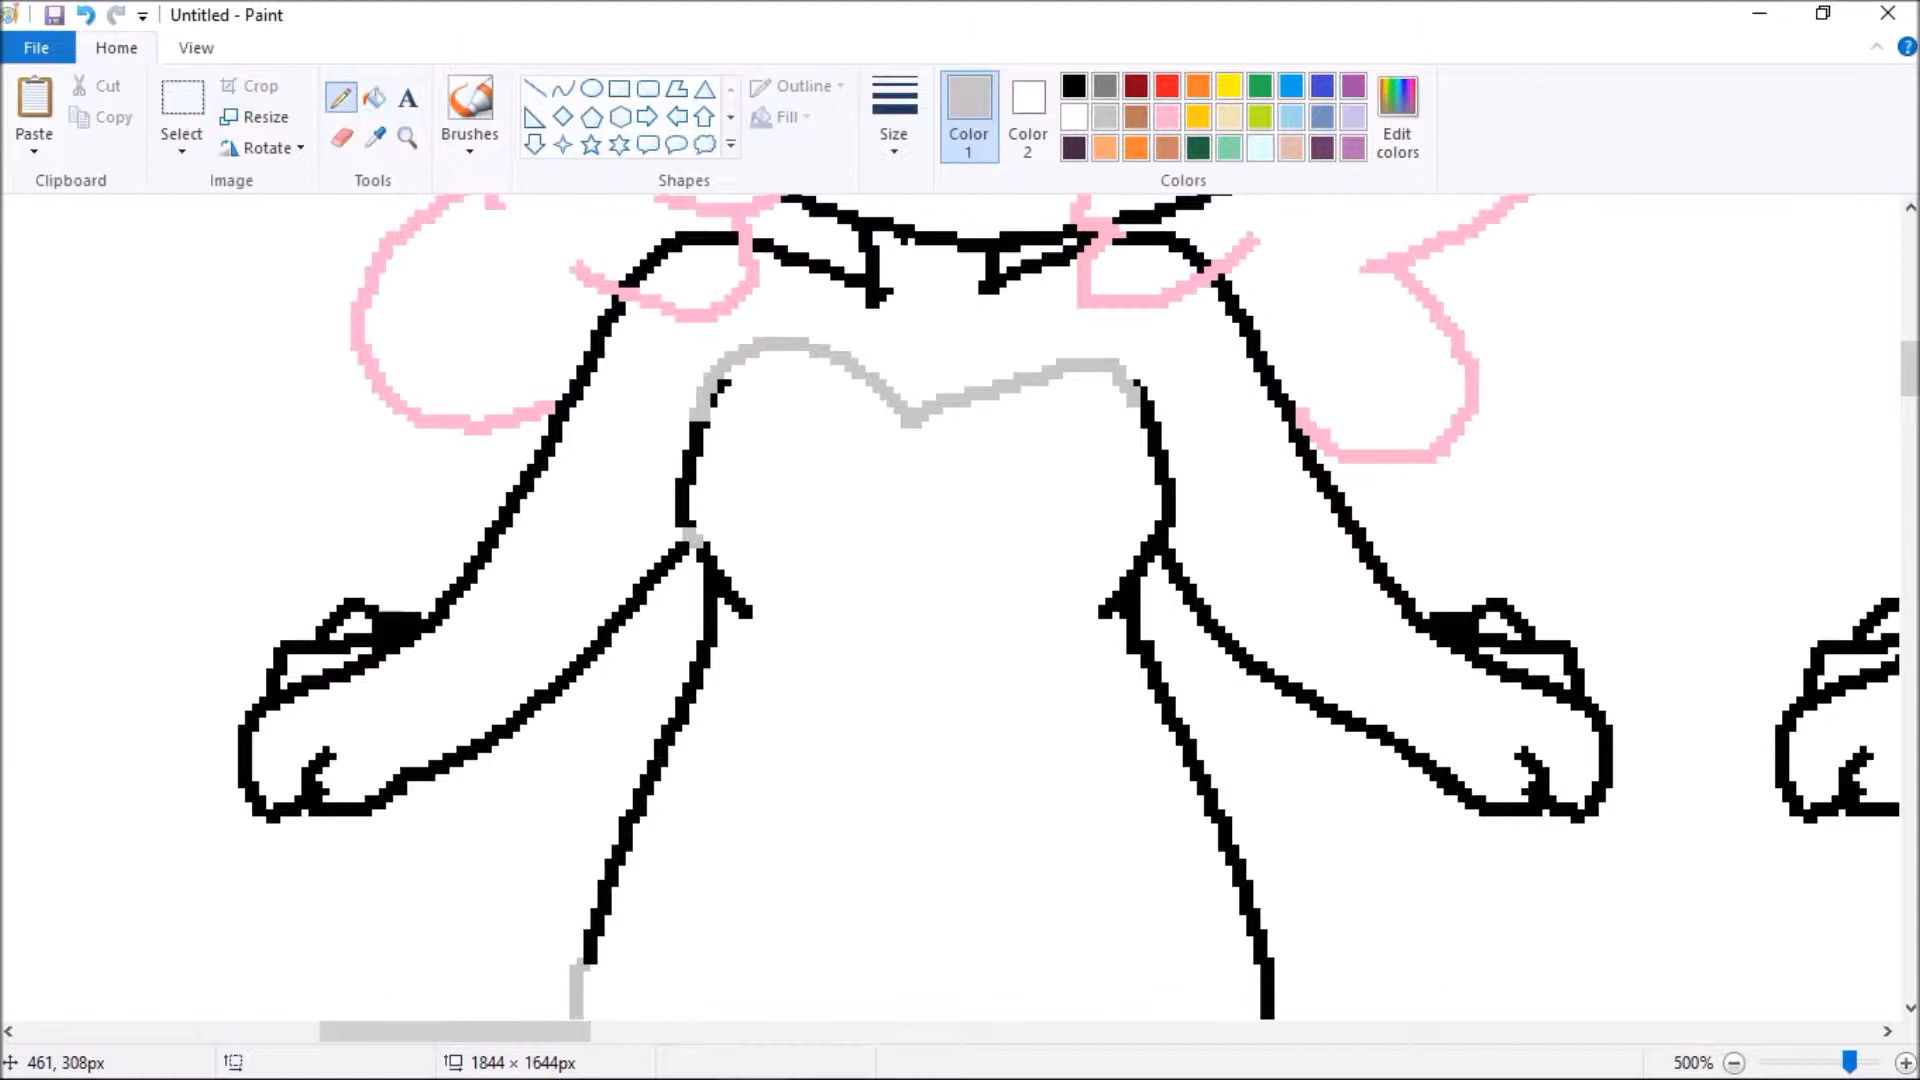 Untitled - Paint
File Home View
Paste
Cut
Copy
Clipboard
Select
Crop
Resize
Rotate
Image
A
Tools
Brushes
Shapes
Outline
Fill
Size
Color
1
Color
2
Edit
colors
Colors
461, 308px
1844 × 1644px
500%